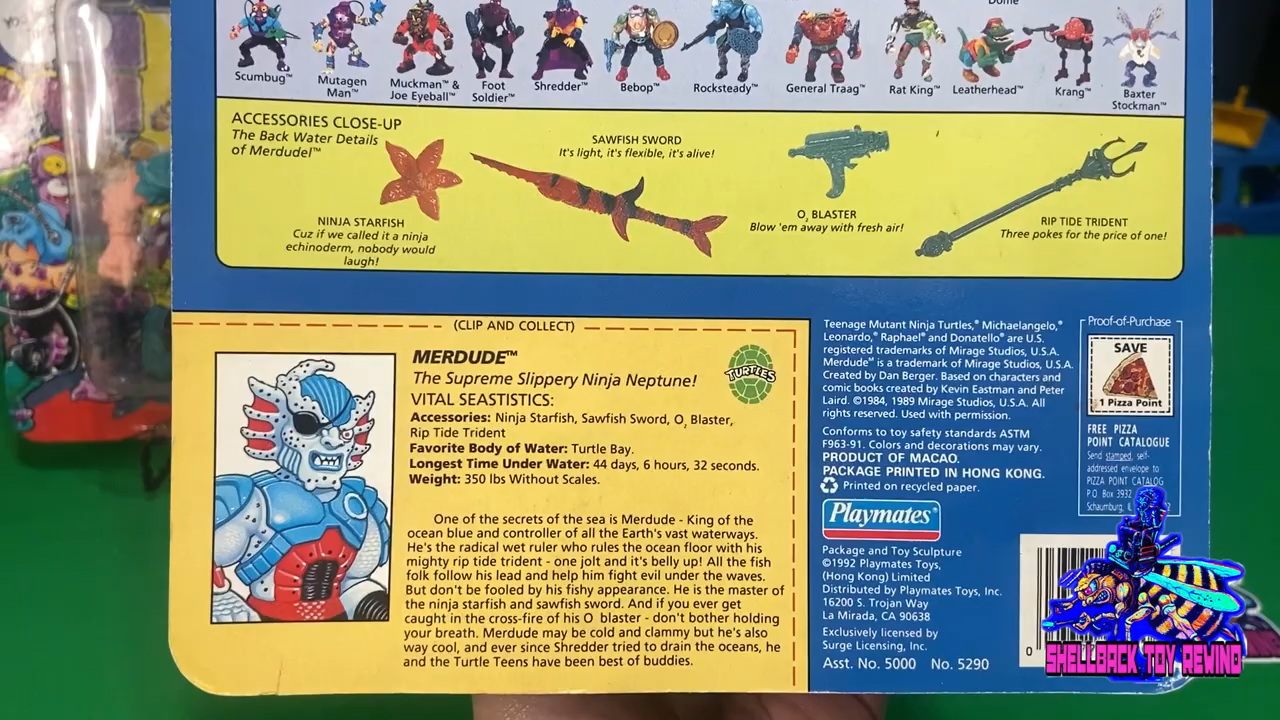 Dome
Scumbug™
Mutagen
Man™
Muckman™ &
Joe Eyeball™
Foot
Soldier™
Shredder™
Bebop™
Rocksteady™
General Traag™
Rat King™
Leatherhead™
Krang™
Baxter
Stockman™
ACCESSORIES CLOSE-UP
The Back Water Details
of Merdude!™
NINJA STARFISH
Cuz if we called it a ninja
echinoderm, nobody would
laugh!
SAWFISH SWORD
It's light, it's flexible, it's alive!
O₂ BLASTER
Blow 'em away with fresh air!
RIP TIDE TRIDENT
Three pokes for the price of one!
(CLIP AND COLLECT)
MERDUDE™
The Supreme Slippery Ninja Neptune!
TURTLES
VITAL SEASTISTICS:
Accessories: Ninja Starfish, Sawfish Sword, O₂ Blaster,
Rip Tide Trident
Favorite Body of Water: Turtle Bay.
Longest Time Under Water: 44 days, 6 hours, 32 seconds.
Weight: 350 lbs Without Scales.
One of the secrets of the sea is Merdude - King of the
ocean blue and controller of all the Earth's vast waterways.
He's the radical wet ruler who rules the ocean floor with his
mighty rip tide trident - one jolt and it's belly up! All the fish
folk follow his lead and help him fight evil under the waves.
But don't be fooled by his fishy appearance. He is the master of
the ninja starfish and sawfish sword. And if you ever get
caught in the cross-fire of his O blaster - don't bother holding
your breath. Merdude may be cold and clammy but he's also
way cool, and ever since Shredder tried to drain the oceans, he
and the Turtle Teens have been best of buddies.
Teenage Mutant Ninja Turtles,® Michaelangelo,®
Leonardo,® Raphael® and Donatello® are U.S.
registered trademarks of Mirage Studios, U.S.A.
Merdude™ is a trademark of Mirage Studios, U.S.A.
Created by Dan Berger. Based on characters and
comic books created by Kevin Eastman and Peter
Laird. ©1984, 1989 Mirage Studios, U.S.A. All
rights reserved. Used with permission.
Conforms to toy safety standards ASTM
F963-91. Colors and decorations may vary.
PRODUCT OF MACAO.
PACKAGE PRINTED IN HONG KONG.
Printed on recycled paper.
Playmates®
Package and Toy Sculpture
©1992 Playmates Toys,
(Hong Kong) Limited
Distributed by Playmates Toys, Inc.
16200 S. Trojan Way
La Mirada, CA 90638
Exclusively licensed by
Surge Licensing, Inc.
Asst. No. 5000 No. 5290
Proof-of-Purchase
SAVE
1 Pizza Point
FREE PIZZA
POINT CATALOGUE
Send stamped, self-
addressed envelope to
PIZZA POINT CATALOG
P.O. Box 3932
Schaumburg, IL
0
SHELLBACK TOY REWIND